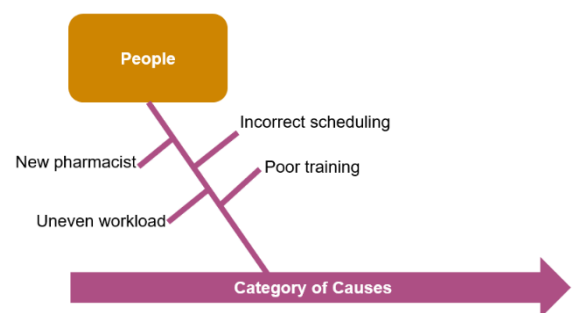 People
Incorrect scheduling
New pharmacist
Poor training
Uneven workload
Category of Causes